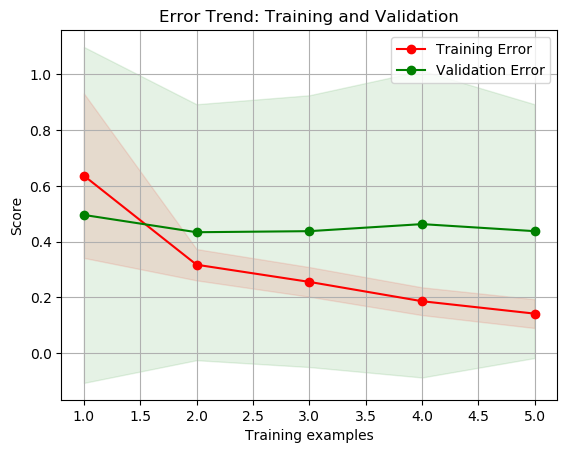 Error Trend: Training and Validation
Training Error
Validation Error
1.0
0.8
0.6
0.4
0.2
0.0
Score
1.0 1.5 2.0 2.5 3.0 3.5 4.0 4.5 5.0
Training examples